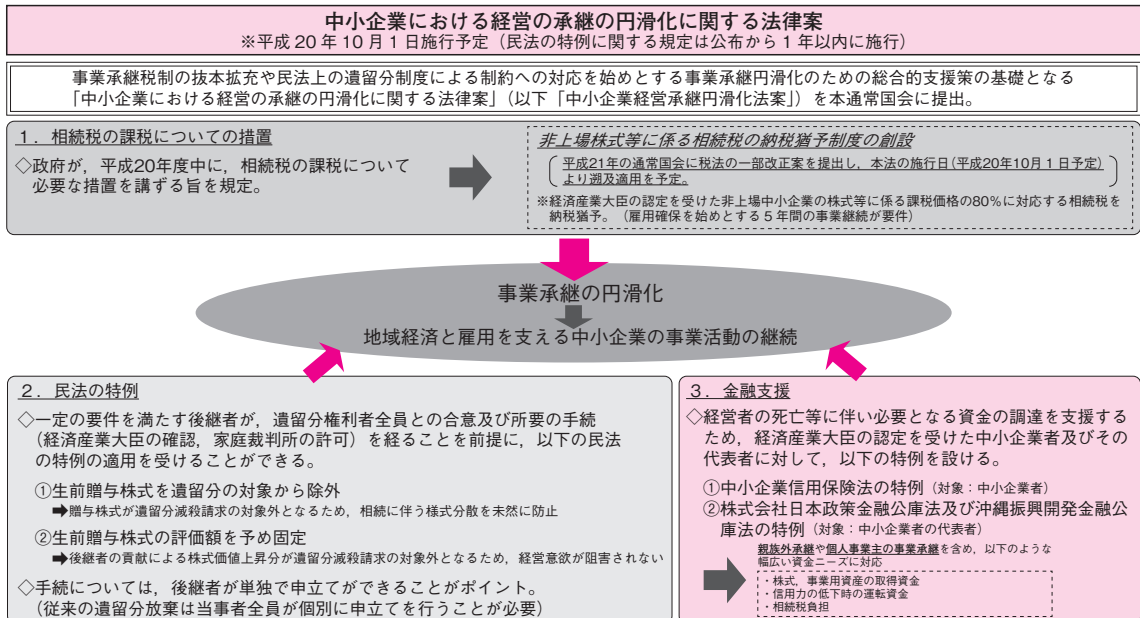 中小企業における経営の承継の円滑化に関する法律案
※平成 20 年 10 月 1 日施行予定（民法の特例に関する規定は公布から 1 年以内に施行）
事業承継税制の抜本拡充や民法上の遺留分制度による制約への対応を始めとする事業承継円滑化のための総合的支援策の基礎となる
「中小企業における経営の承継の円滑化に関する法律案」（以下「中小企業経営承継円滑化法案」）を本通常国会に提出。
１．相続税の課税についての措置
◇政府が，平成20年度中に，相続税の課税について
必要な措置を講ずる旨を規定。
非上場株式等に係る相続税の納税猶予制度の創設
平成21年の通常国会に税法の一部改正案を提出し，本法の施行日（平成20年10月 1 日予定）
より遡及適用を予定。
※経済産業大臣の認定を受けた非上場中小企業の株式等に係る課税価格の80%に対応する相続税を
納税猶予。（雇用確保を始めとする 5 年間の事業継続が要件）
事業承継の円滑化
地域経済と雇用を支える中小企業の事業活動の継続
２．民法の特例
◇一定の要件を満たす後継者が，遺留分権利者全員との合意及び所要の手続
（経済産業大臣の確認，家庭裁判所の許可）を経ることを前提に，以下の民法
の特例の適用を受けることができる。
①生前贈与株式を遺留分の対象から除外
➡贈与株式が遺留分減殺請求の対象外となるため，相続に伴う様式分散を未然に防止
②生前贈与株式の評価額を予め固定
➡後継者の貢献による株式価値上昇分が遺留分減殺請求の対象外となるため，経営意欲が阻害されない
◇手続については，後継者が単独で申立てができることがポイント。
（従来の遺留分放棄は当事者全員が個別に申立てを行うことが必要）
３．金融支援
◇経営者の死亡等に伴い必要となる資金の調達を支援する
ため，経済産業大臣の認定を受けた中小企業者及びその
代表者に対して，以下の特例を設ける。
①中小企業信用保険法の特例（対象：中小企業者）
②株式会社日本政策金融公庫法及び沖縄振興開発金融公
庫法の特例（対象：中小企業者の代表者）
親族外承継や個人事業主の事業承継を含め，以下のような
幅広い資金ニーズに対応
・株式，事業用資産の取得資金
・信用力の低下時の運転資金
・相続税負担